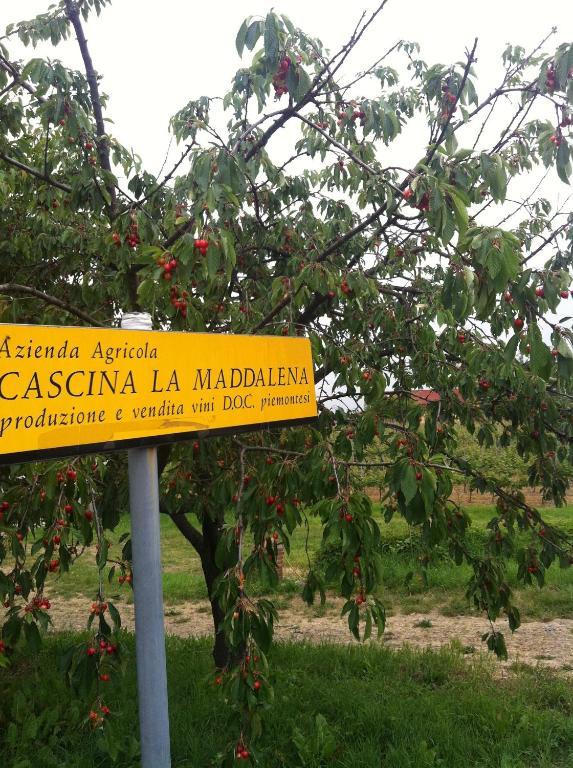 Azienda Agricola
CASCINA LA MADDALENA
produzione e vendita vini D.O.C. piemontesi